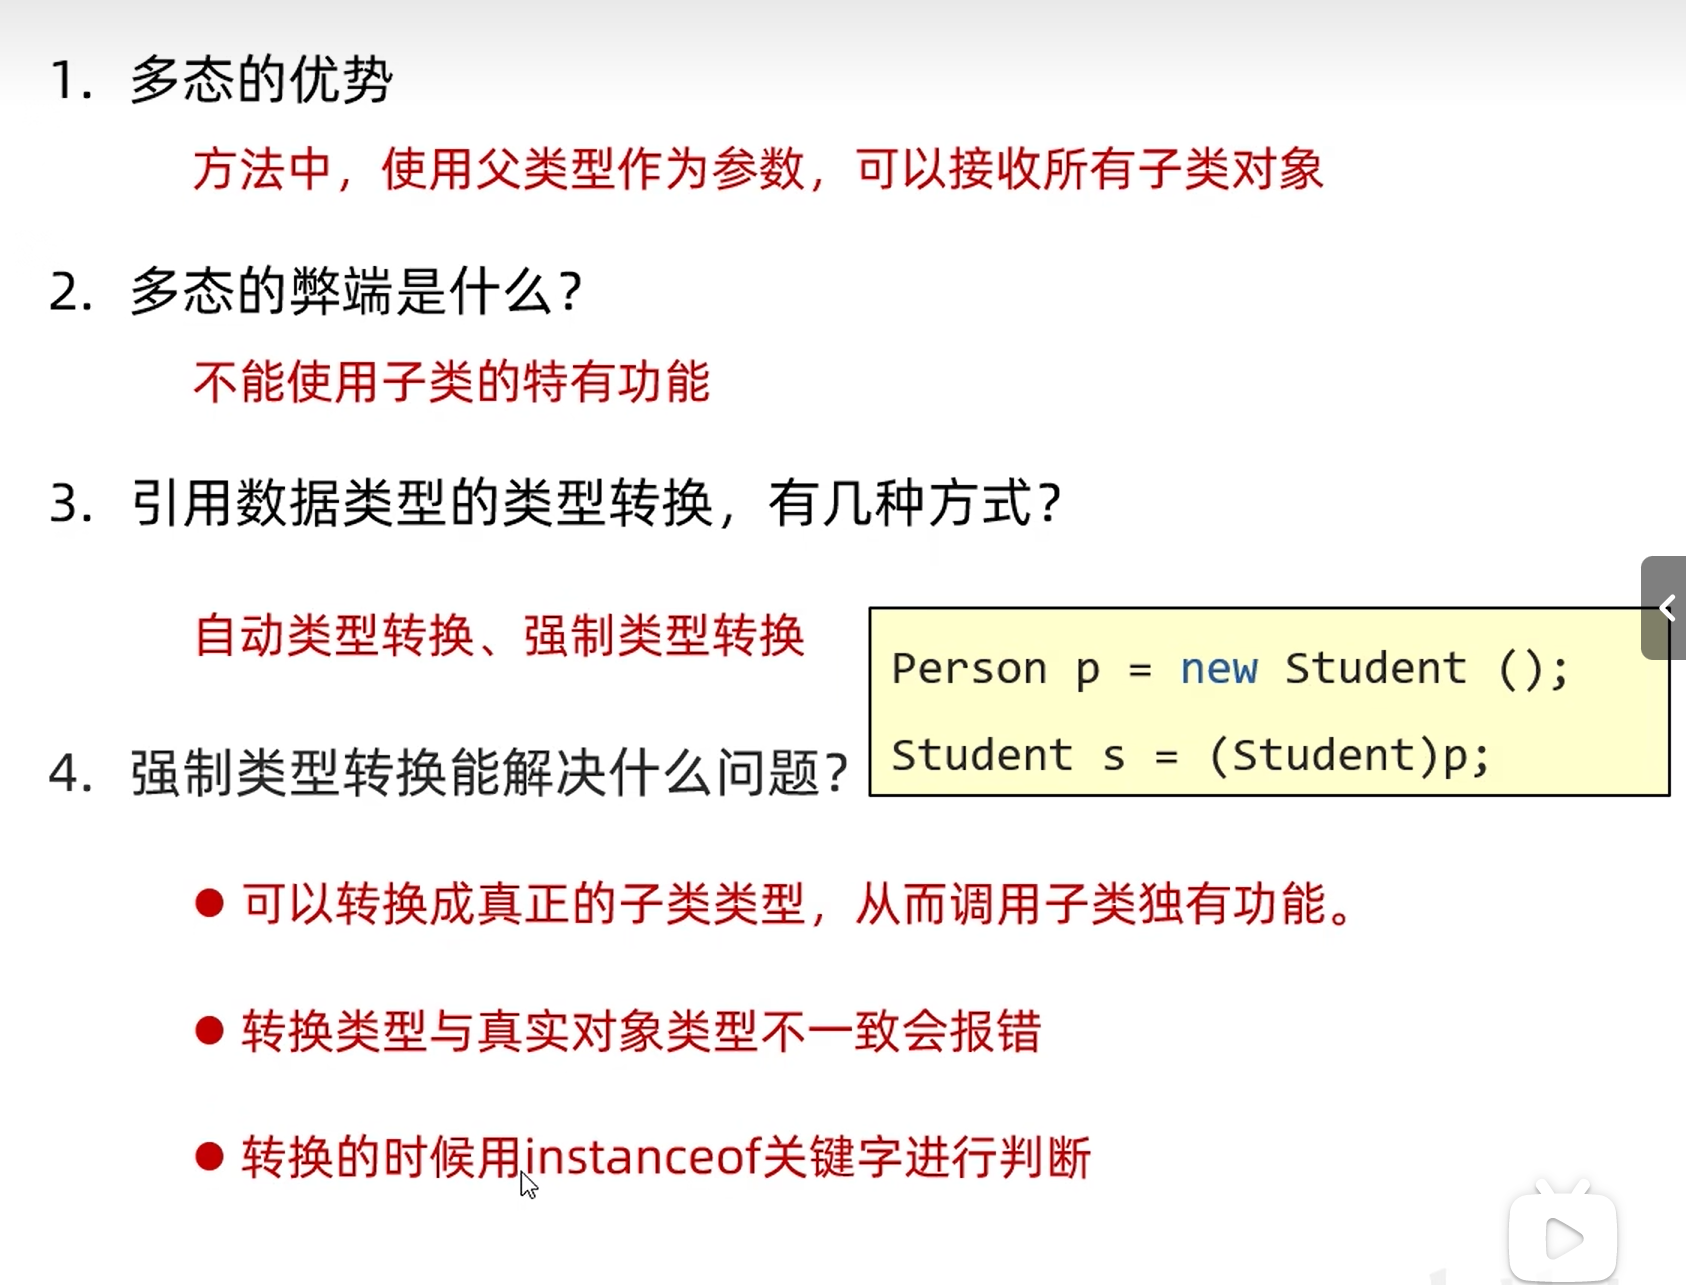 1. 多态的优势
方法中，使用父类型作为参数，可以接收所有子类对象
2. 多态的弊端是什么？
不能使用子类的特有功能
3. 引用数据类型的类型转换，有几种方式？
自动类型转换、强制类型转换
Person p = new Student ();
Student s = (Student)p;
4. 强制类型转换能解决什么问题？
● 可以转换成真正的子类类型，从而调用子类独有功能。
● 转换类型与真实对象类型不一致会报错
● 转换的时候用instanceof关键字进行判断